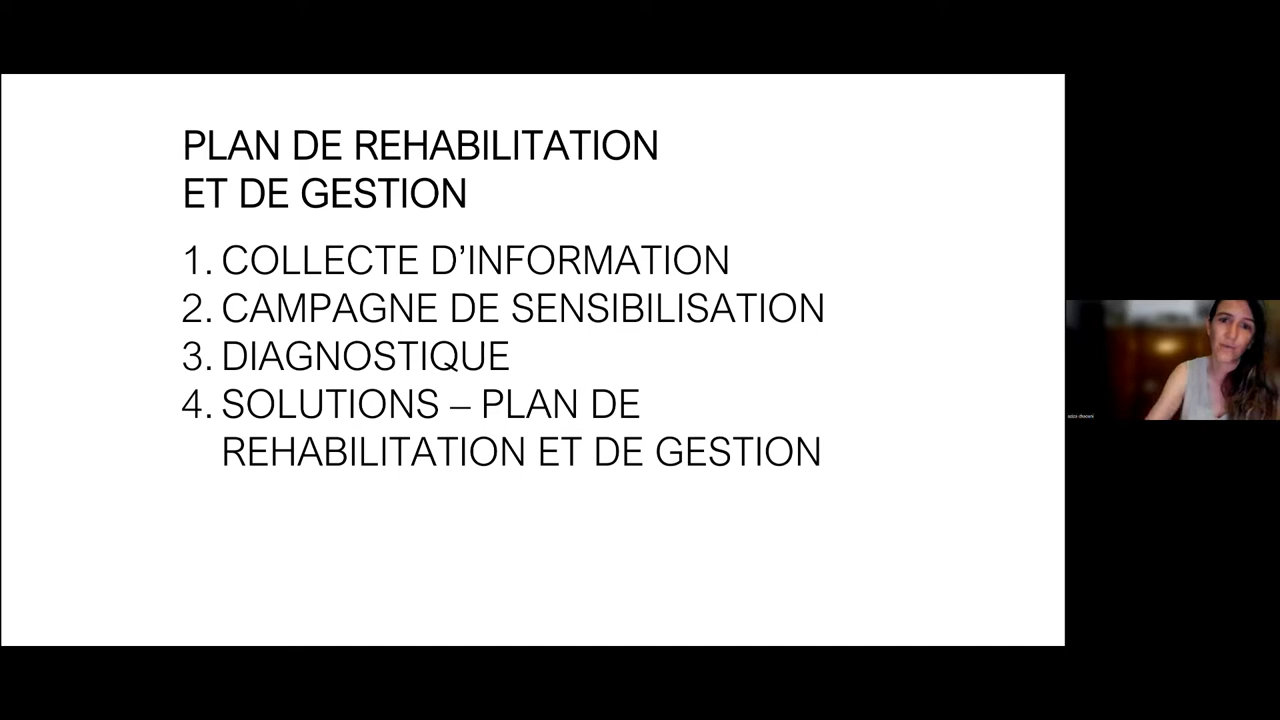 PLAN DE REHABILITATION
ET DE GESTION
1. COLLECTE D’INFORMATION
2. CAMPAGNE DE SENSIBILISATION
3. DIAGNOSTIQUE
4. SOLUTIONS – PLAN DE
REHABILITATION ET DE GESTION